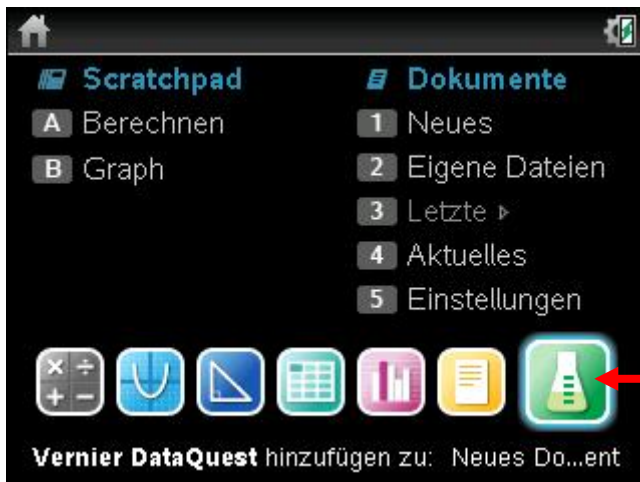 Scratchpad
A Berechnen
B Graph
Dokumente
1 Neues
2 Eigene Dateien
3 Letzte ▹
4 Aktuelles
5 Einstellungen
× ÷
+ −
Vernier DataQuest hinzufügen zu: Neues Do...ent